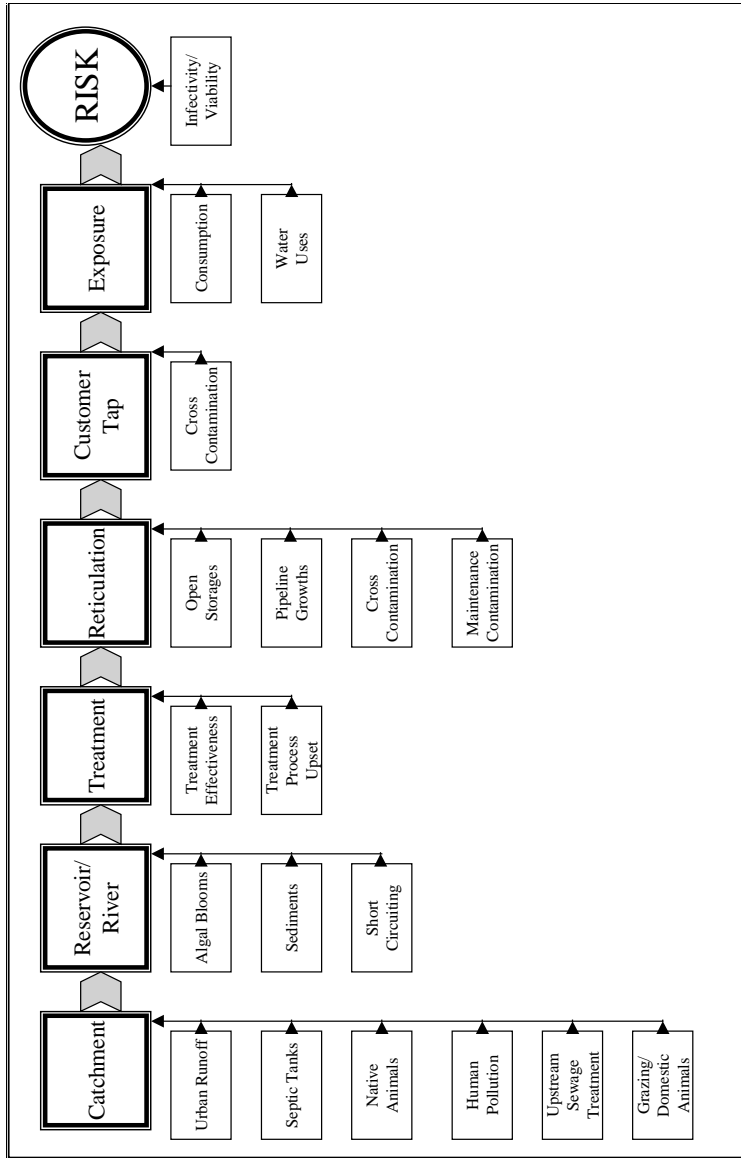 Catchment
Urban Runoff
Septic Tanks
Native
Animals
Human
Pollution
Upstream
Sewage
Treatment
Grazing/
Domestic
Animals
Reservoir/
River
Algal Blooms
Sediments
Short
Circuiting
Treatment
Treatment
Effectiveness
Treatment
Process
Upset
Reticulation
Open
Storages
Pipeline
Growths
Cross
Contamination
Maintenance
Contamination
Customer
Tap
Cross
Contamination
Exposure
Consumption
Water
Uses
RISK
Infectivity/
Viability